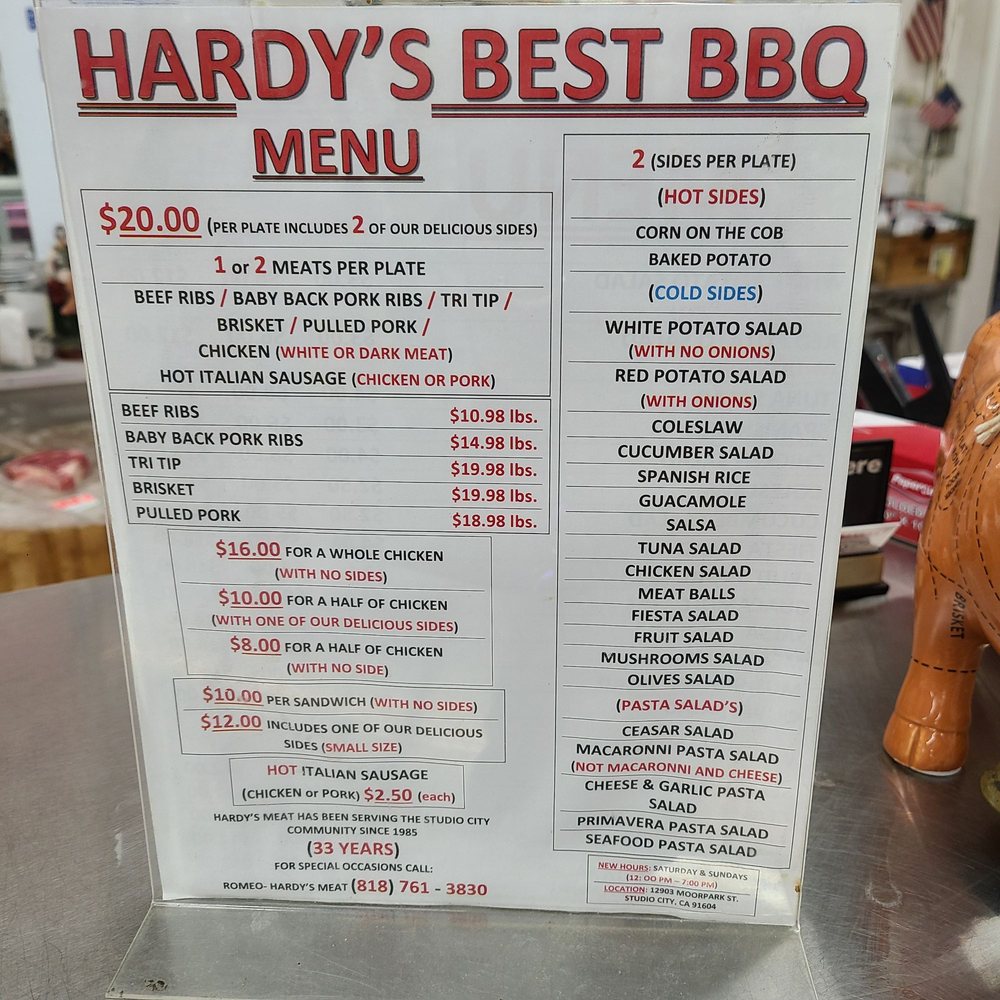 HARDY'S BEST BBQ
MENU
$20.00 (PER PLATE INCLUDES 2 OF OUR DELICIOUS SIDES)
1 or 2 MEATS PER PLATE
BEEF RIBS / BABY BACK PORK RIBS / TRI TIP /
BRISKET / PULLED PORK /
CHICKEN (WHITE OR DARK MEAT)
HOT ITALIAN SAUSAGE (CHICKEN OR PORK)
BEEF RIBS $10.98 lbs.
BABY BACK PORK RIBS $14.98 lbs.
TRI TIP $19.98 lbs.
BRISKET $19.98 lbs.
PULLED PORK $18.98 lbs.
$16.00 FOR A WHOLE CHICKEN
(WITH NO SIDES)
$10.00 FOR A HALF OF CHICKEN
(WITH ONE OF OUR DELICIOUS SIDES)
$8.00 FOR A HALF OF CHICKEN
(WITH NO SIDE)
$10.00 PER SANDWICH (WITH NO SIDES)
$12.00 INCLUDES ONE OF OUR DELICIOUS
SIDES (SMALL SIZE)
HOT ITALIAN SAUSAGE
(CHICKEN or PORK) $2.50 (each)
HARDY'S MEAT HAS BEEN SERVING THE STUDIO CITY
COMMUNITY SINCE 1985
(33 YEARS)
FOR SPECIAL OCCASIONS CALL:
ROMEO- HARDY'S MEAT (818) 761 - 3830
2 (SIDES PER PLATE)
(HOT SIDES)
CORN ON THE COB
BAKED POTATO
(COLD SIDES)
WHITE POTATO SALAD
(WITH NO ONIONS)
RED POTATO SALAD
(WITH ONIONS)
COLESLAW
CUCUMBER SALAD
SPANISH RICE
GUACAMOLE
SALSA
TUNA SALAD
CHICKEN SALAD
MEAT BALLS
FIESTA SALAD
FRUIT SALAD
MUSHROOMS SALAD
OLIVES SALAD
(PASTA SALAD'S)
CEASAR SALAD
MACARONNI PASTA SALAD
(NOT MACARONNI AND CHEESE)
CHEESE & GARLIC PASTA
SALAD
PRIMAVERA PASTA SALAD
SEAFOOD PASTA SALAD
NEW HOURS: SATURDAY & SUNDAYS
(12: OO PM – 7:00 PM)
LOCATION: 12903 MOORPARK ST.
STUDIO CITY, CA 91604
BRISKET